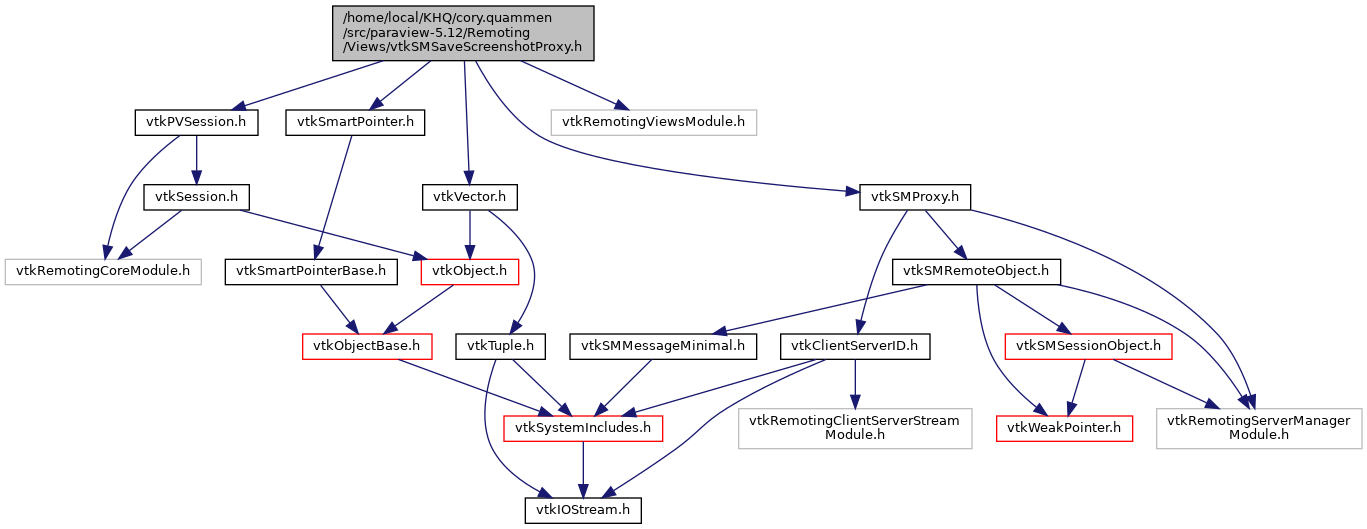 /home/local/KHQ/cory.quammen
/src/paraview-5.12/Remoting
/Views/vtkSMSaveScreenshotProxy.h
vtkPVSession.h
vtkSmartPointer.h
vtkRemotingViewsModule.h
vtkSession.h
vtkVector.h
vtkSMProxy.h
vtkRemotingCoreModule.h
vtkSmartPointerBase.h
vtkObject.h
vtkSMRemoteObject.h
vtkObjectBase.h
vtkTuple.h
vtkSMMessageMinimal.h
vtkClientServerID.h
vtkSMSessionObject.h
vtkSystemIncludes.h
vtkRemotingClientServerStream
Module.h
vtkWeakPointer.h
vtkRemotingServerManager
Module.h
vtkIOStream.h